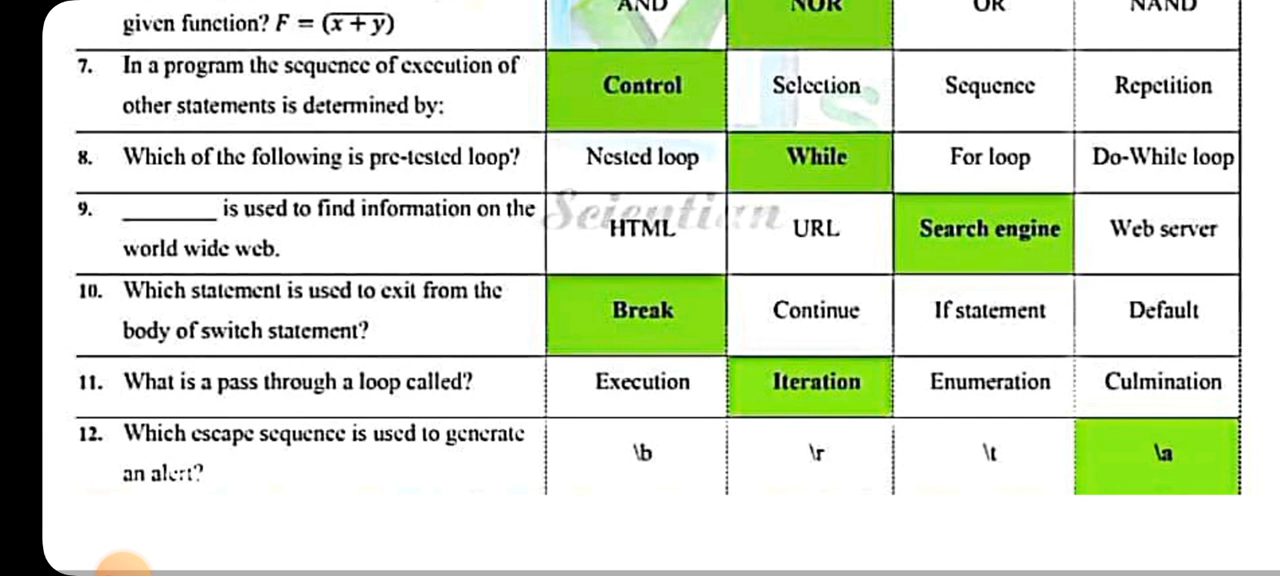 AND NOR OR NAND
given function? F = (x + y)
7. In a program the sequence of execution of
other statements is determined by:
Control Selection Sequence Repetition
8. Which of the following is pre-tested loop? Nested loop While For loop Do-While loop
9. ________ is used to find information on the
world wide web.
HTML URL Search engine Web server
Scientian
10. Which statement is used to exit from the
body of switch statement?
Break Continue If statement Default
11. What is a pass through a loop called? Execution Iteration Enumeration Culmination
12. Which escape sequence is used to generate
an alert?
\b \r \t \a